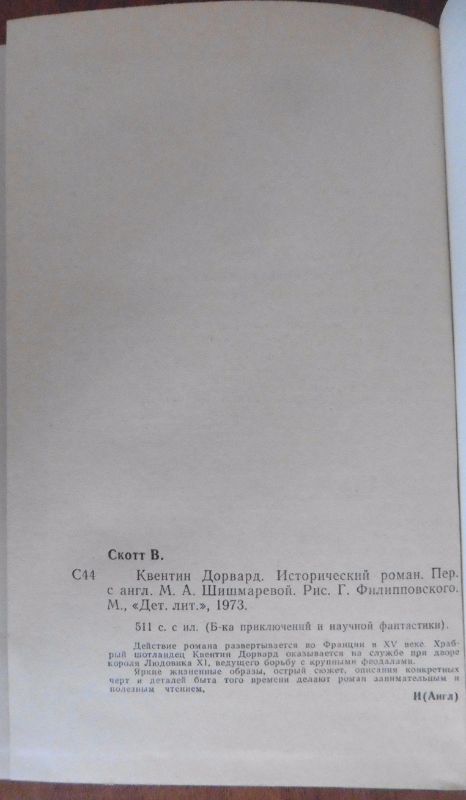 Скотт В.
С44 Квентин Дорвард. Исторический роман. Пер.
с англ. М. А. Шишмаревой. Рис. Г. Филипповского.
М., «Дет. лит.», 1973.
511 с. с ил. (Б-ка приключений и научной фантастики).
Действие романа развертывается во Франции в XV веке. Храб-
рый шотландец Квентин Дорвард оказывается на службе при дворе
короля Людовика XI, ведущего борьбу с крупными феодалами.
Яркие жизненные образы, острый сюжет, описания конкретных
черт и деталей быта того времени делают роман занимательным и
полезным чтением.
И(Англ)